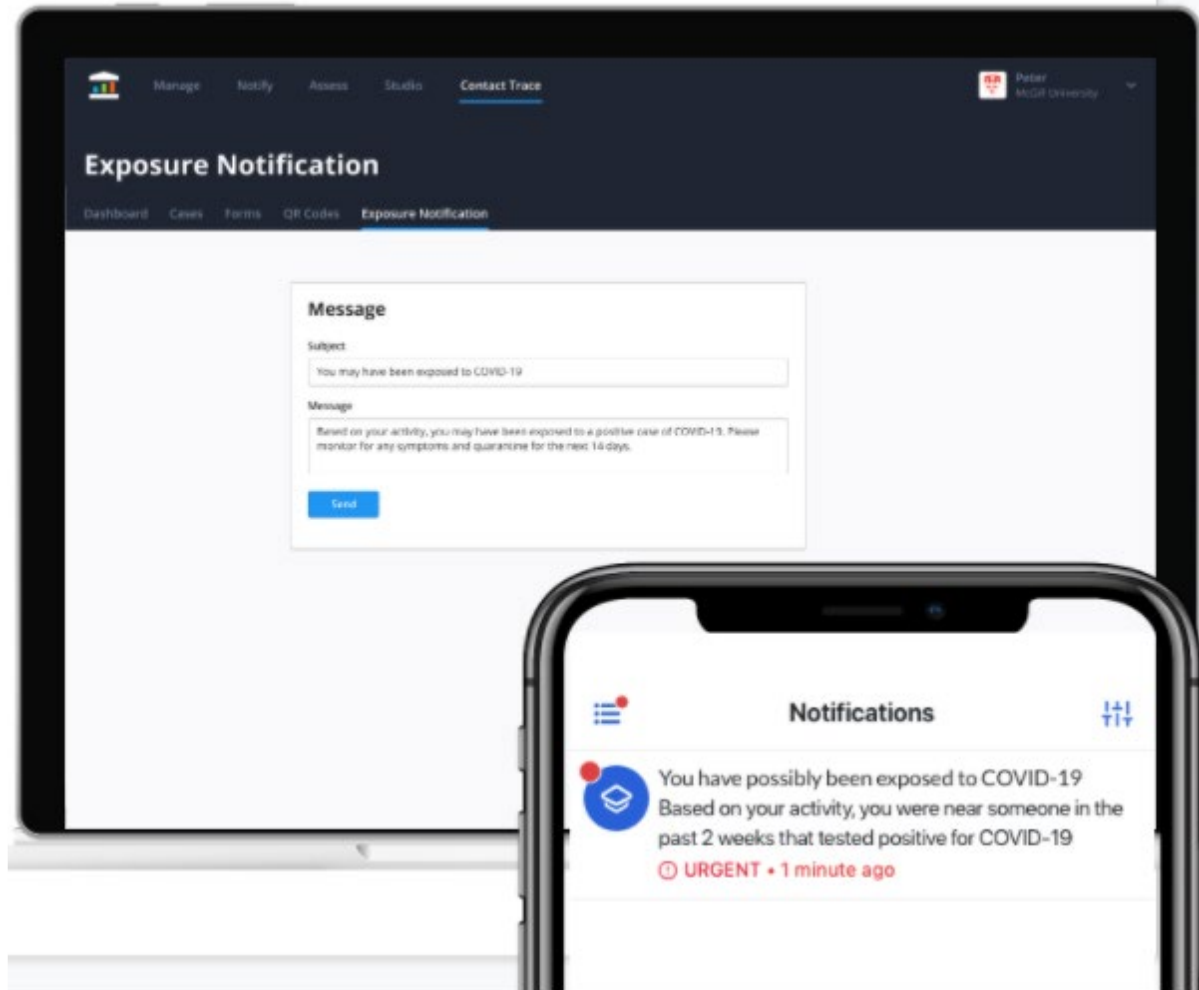 Manage Notify Assess Studio Contact Trace
Peter
McGill University
Exposure Notification
Dashboard Cases Forms QR Codes Exposure Notification
Message
Subject
You may have been exposed to COVID-19
Message
Based on your activity, you may have been exposed to a positive case of COVID-19. Please
monitor for any symptoms and quarantine for the next 14 days.
Send
Notifications
You have possibly been exposed to COVID-19
Based on your activity, you were near someone in the
past 2 weeks that tested positive for COVID-19
URGENT • 1 minute ago